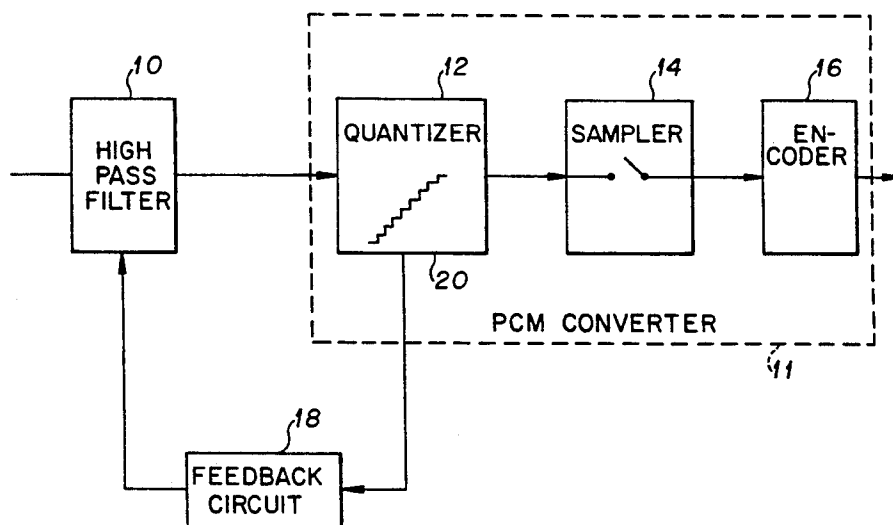 10
HIGH
PASS
FILTER
12
QUANTIZER
20
14
SAMPLER
16
EN-
CODER
PCM CONVERTER
11
18
FEEDBACK
CIRCUIT